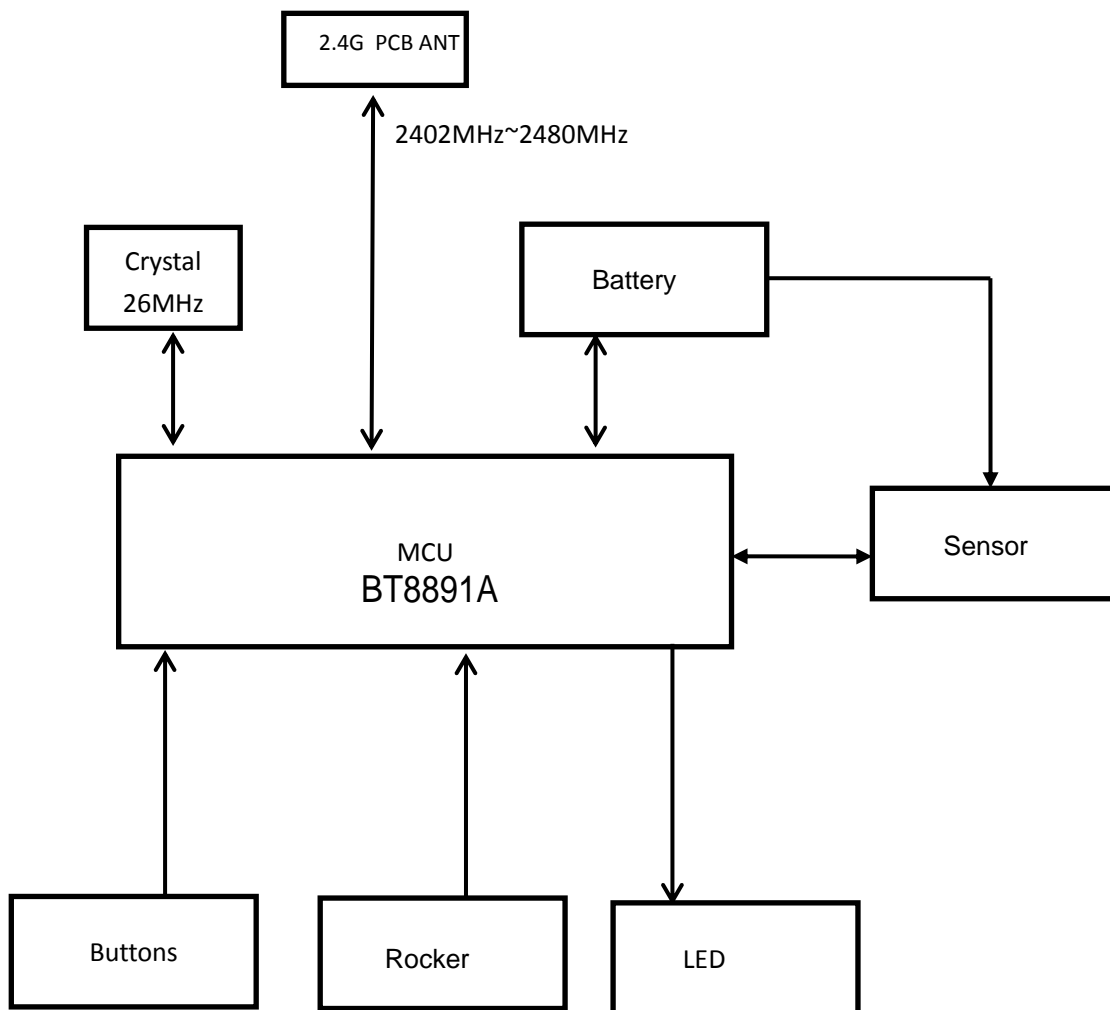 2.4G PCB ANT
2402MHz~2480MHz
Crystal
26MHz
Battery
Sensor
MCU
BT8891A
Buttons
Rocker
LED